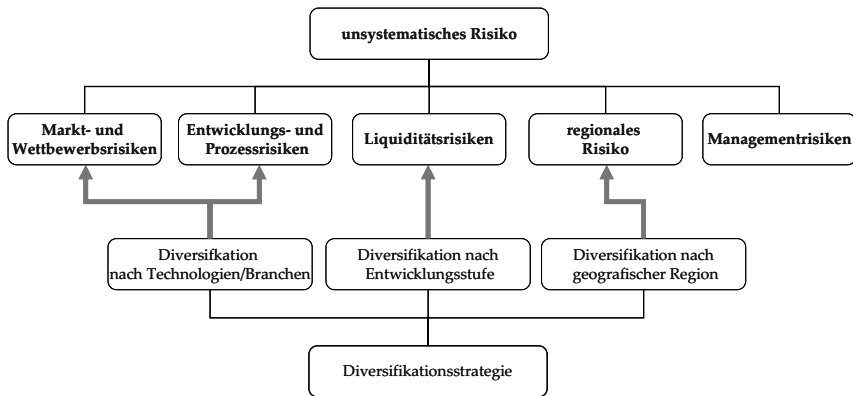 unsystematisches Risiko
Markt- und
Wettbewerbsrisiken
Entwicklungs- und
Prozessrisiken
Liquiditätsrisiken
regionales
Risiko
Managementrisiken
Diversifkation
nach Technologien/Branchen
Diversifikation nach
Entwicklungsstufe
Diversifikation nach
geografischer Region
Diversifikationsstrategie